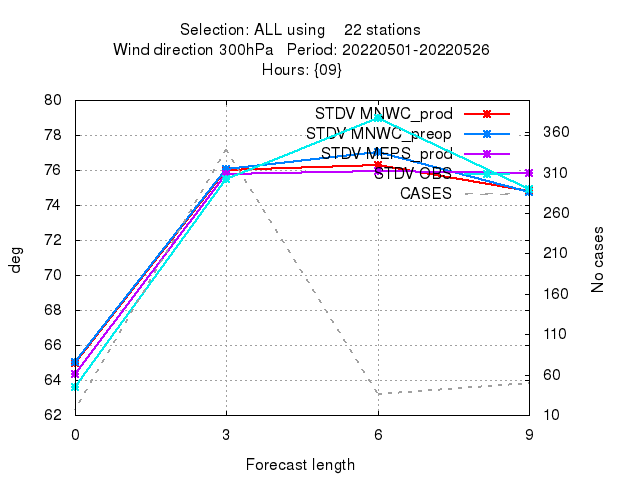 Selection: ALL using 22 stations
Wind direction 300hPa Period: 20220501-20220526
Hours: {09}
80
78
76
74
72
70
68
66
64
62
deg
STDV MNWC_prod
STDV MNWC_preop
STDV MEPS_prod
STDV OBS
CASES
360
310
260
210
160
110
60
10
No cases
0 3 6 9
Forecast length